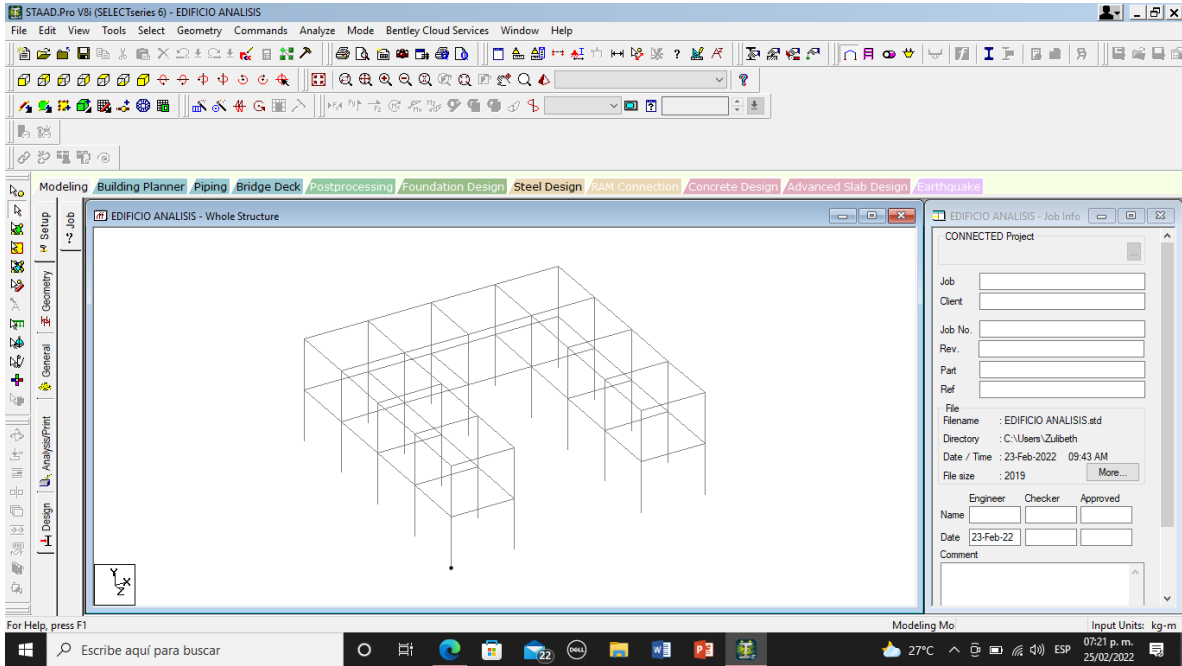 STAAD.Pro V8i (SELECTseries 6) - EDIFICIO ANALISIS
File Edit View Tools Select Geometry Commands Analyze Mode Bentley Cloud Services Window Help
Modeling Building Planner Piping Bridge Deck Postprocessing Foundation Design Steel Design RAM Connection Concrete Design Advanced Slab Design Earthquake
Setup
Geometry
General
Analysis/Print
Design
Job
EDIFICIO ANALISIS - Whole Structure
Y
X
Z
EDIFICIO ANALISIS - Job Info
CONNECTED Project
...
Job
Client
Job No.
Rev.
Part
Ref
File
Filename : EDIFICIO ANALISIS.std
Directory : C:\Users\Zulibeth
Date / Time : 23-Feb-2022 09:43 AM
File size : 2019 More...
Engineer Checker Approved
Name
Date 23-Feb-22
Comment
For Help, press F1 Modeling Mo Input Units: kg-m
Escribe aquí para buscar 22 DELL 27°C ESP 07:21 p. m.
25/02/2022